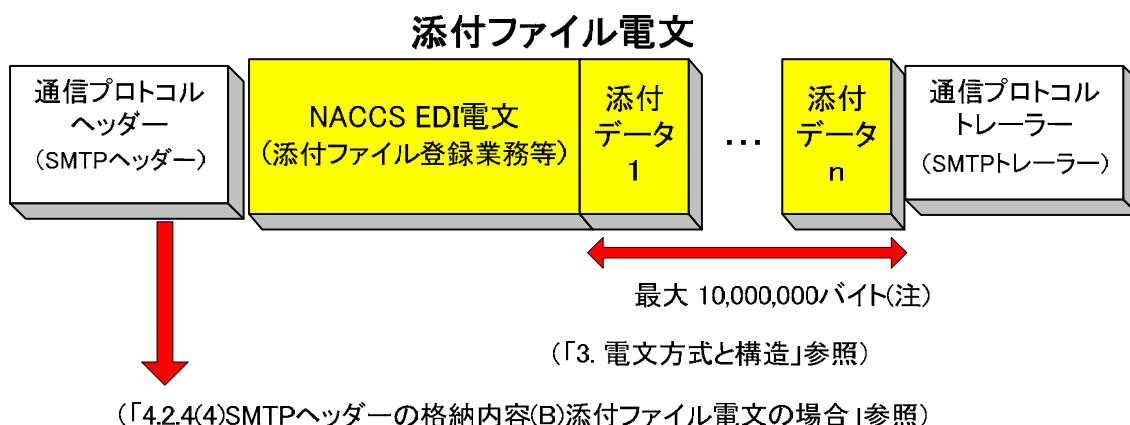 添付ファイル電文
通信プロトコル
ヘッダー
(SMTPヘッダー)
NACCS EDI電文
(添付ファイル登録業務等)
添付
データ
1
…
添付
データ
n
通信プロトコル
トレーラー
(SMTPトレーラー)
最大 10,000,000バイト(注)
(「3. 電文方式と構造」参照)
(「4.2.4(4)SMTPヘッダーの格納内容(B)添付ファイル電文の場合」参照)